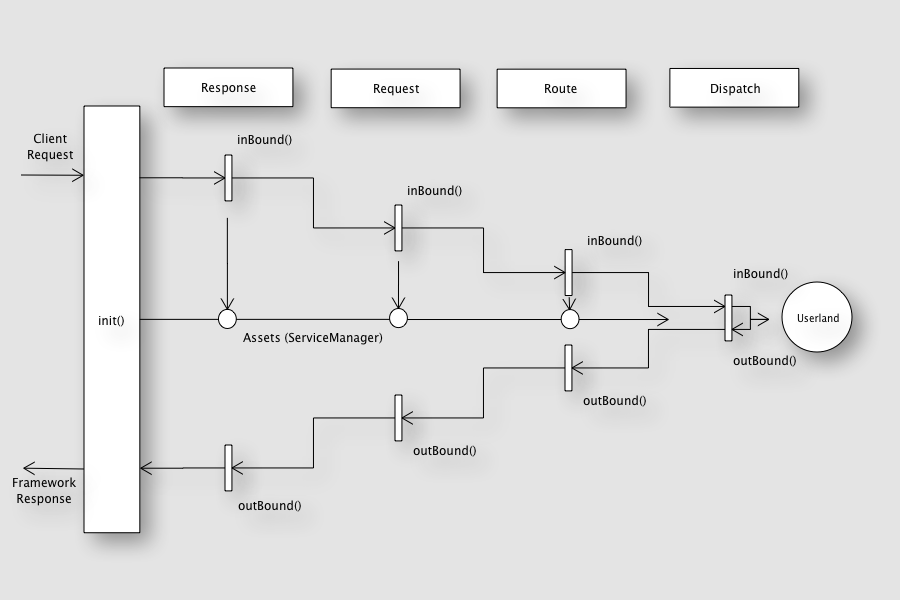 Response
Request
Route
Dispatch
Client
Request
inBound()
inBound()
inBound()
inBound()
init()
Assets (ServiceManager)
Userland
outBound()
outBound()
outBound()
outBound()
Framework
Response